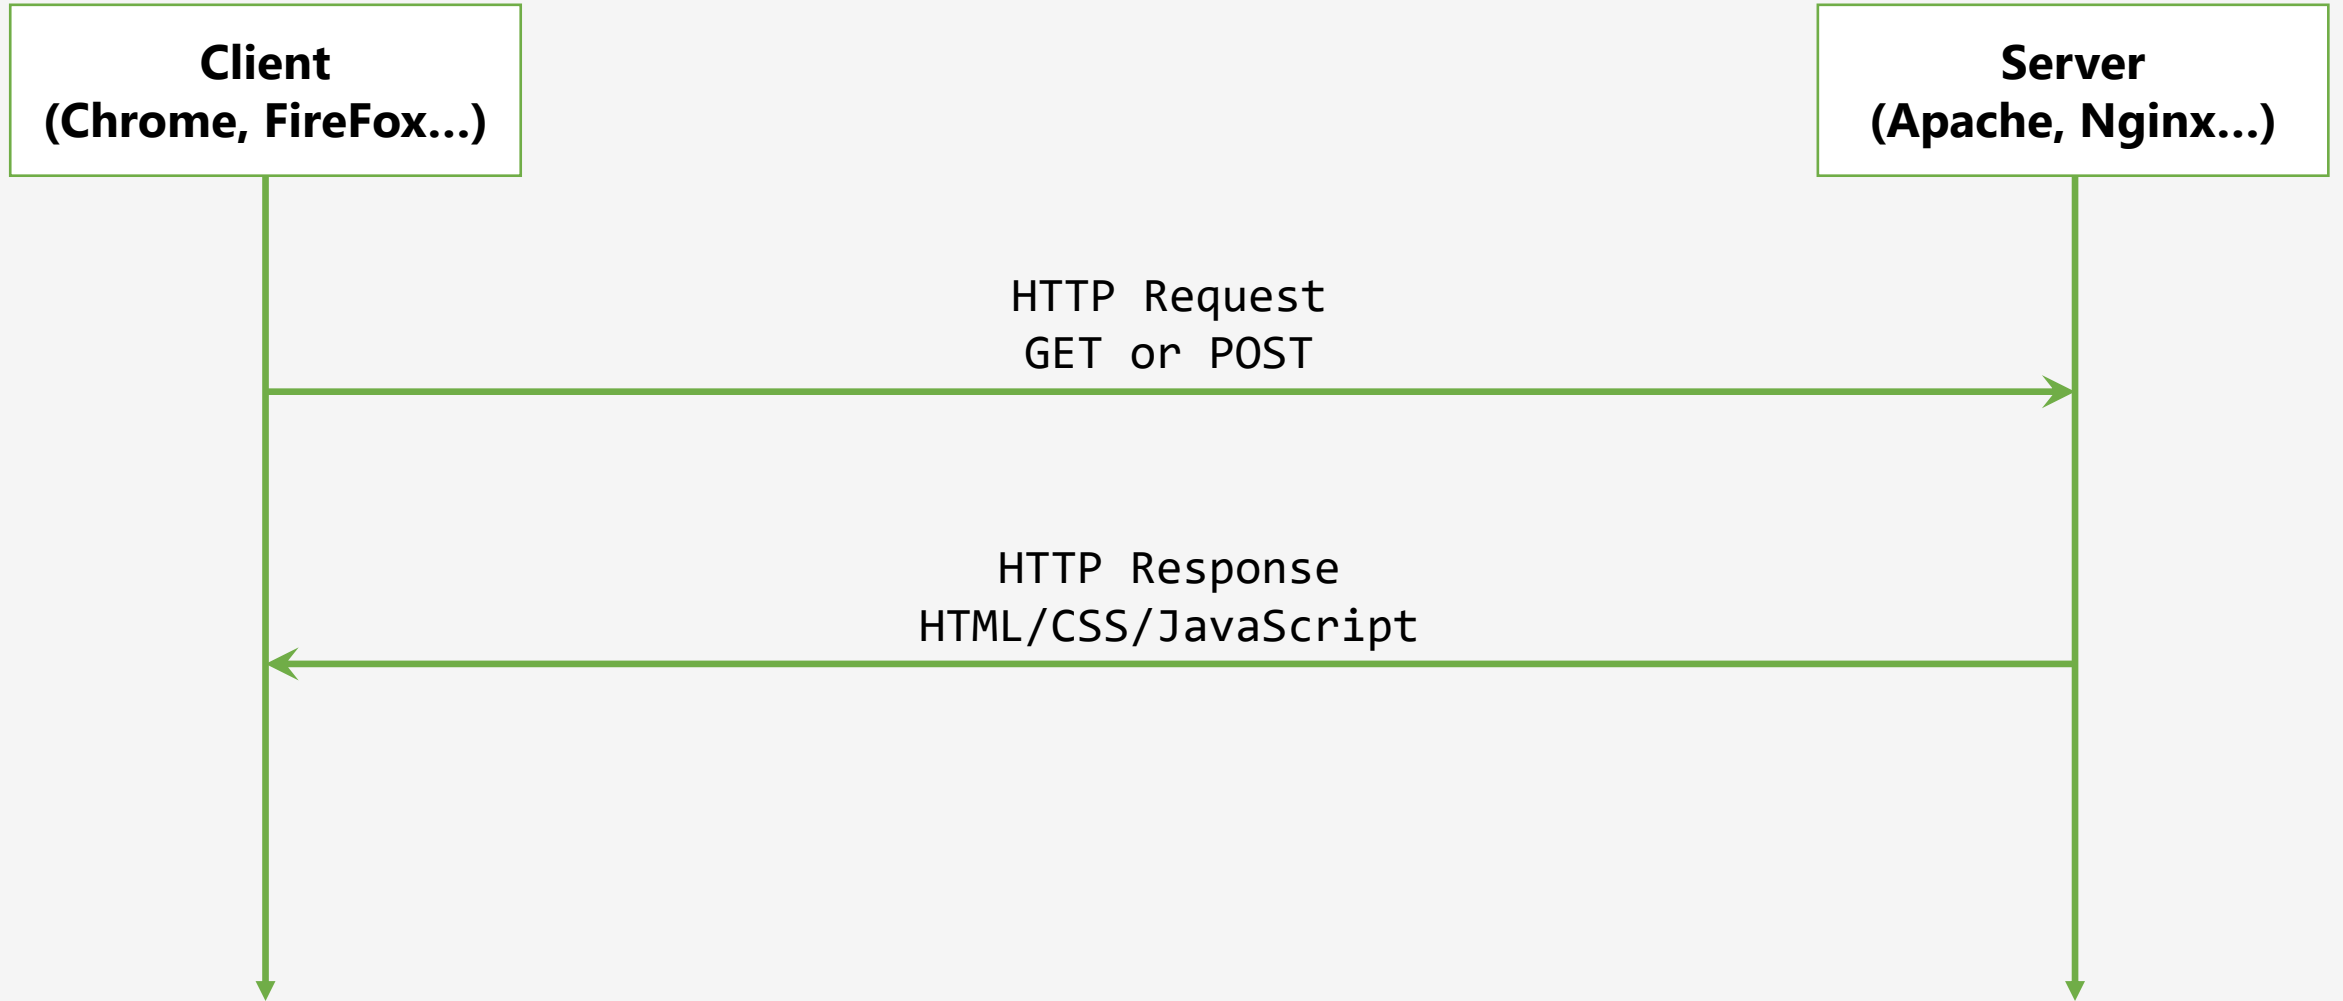 Client
(Chrome, FireFox...)
Server
(Apache, Nginx...)
HTTP Request
GET or POST
HTTP Response
HTML/CSS/JavaScript